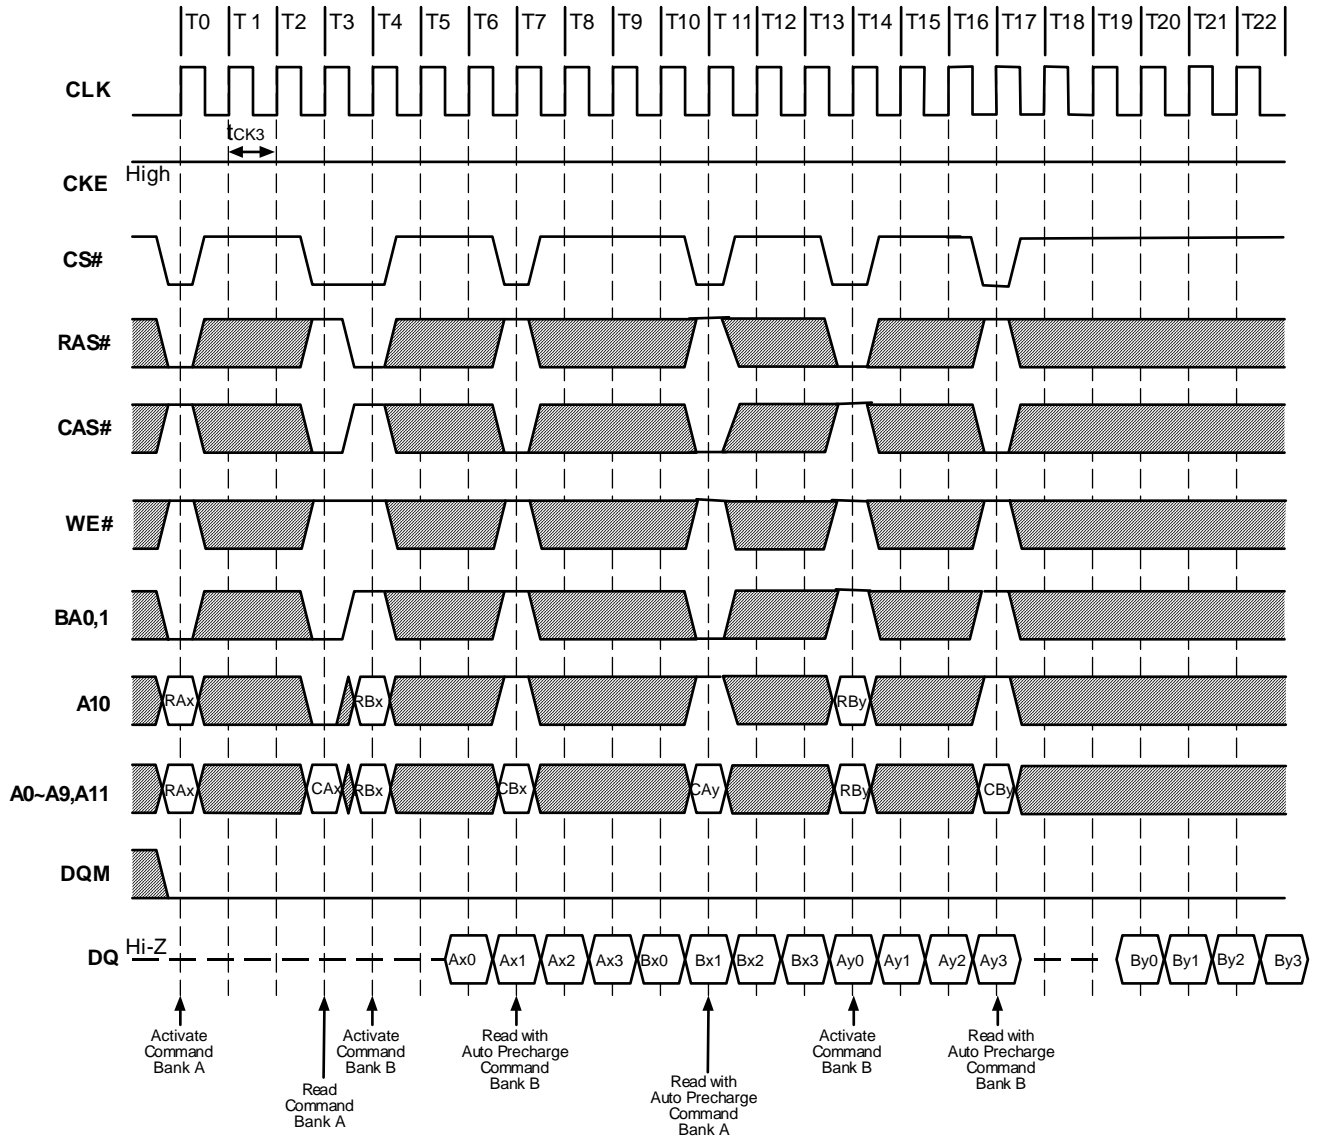 T0 T 1 T2 T3 T4 T5 T6 T7 T8 T9 T10 T 11 T12 T13 T14 T15 T16 T17 T18 T19 T20 T21 T22
CLK
tCK3
High
CKE
CS#
RAS#
CAS#
WE#
BA0,1
A10 RAx RBx RBy
A0~A9,A11 RAx CAx RBx CBx CAy RBy CBy
DQM
DQ Hi-Z Ax0 Ax1 Ax2 Ax3 Bx0 Bx1 Bx2 Bx3 Ay0 Ay1 Ay2 Ay3 By0 By1 By2 By3
Activate
Command
Bank A
Read
Command
Bank A
Activate
Command
Bank B
Read with
Auto Precharge
Command
Bank B
Read with
Auto Precharge
Command
Bank A
Activate
Command
Bank B
Read with
Auto Precharge
Command
Bank B